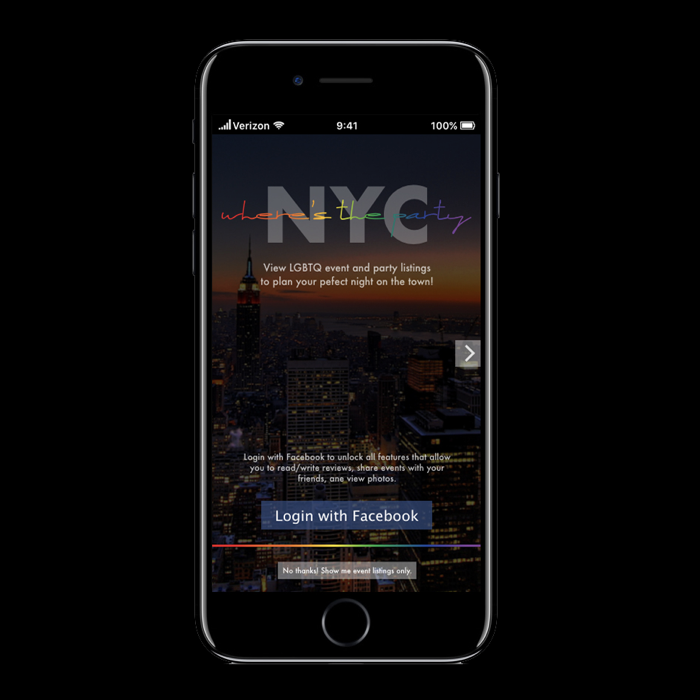 Verizon 9:41 100%
NYC
where's the party
View LGBTQ event and party listings
to plan your pefect night on the town!
Login with Facebook to unlock all features that allow
you to read/write reviews, share events with your
friends, ane view photos.
Login with Facebook
No thanks! Show me event listings only.